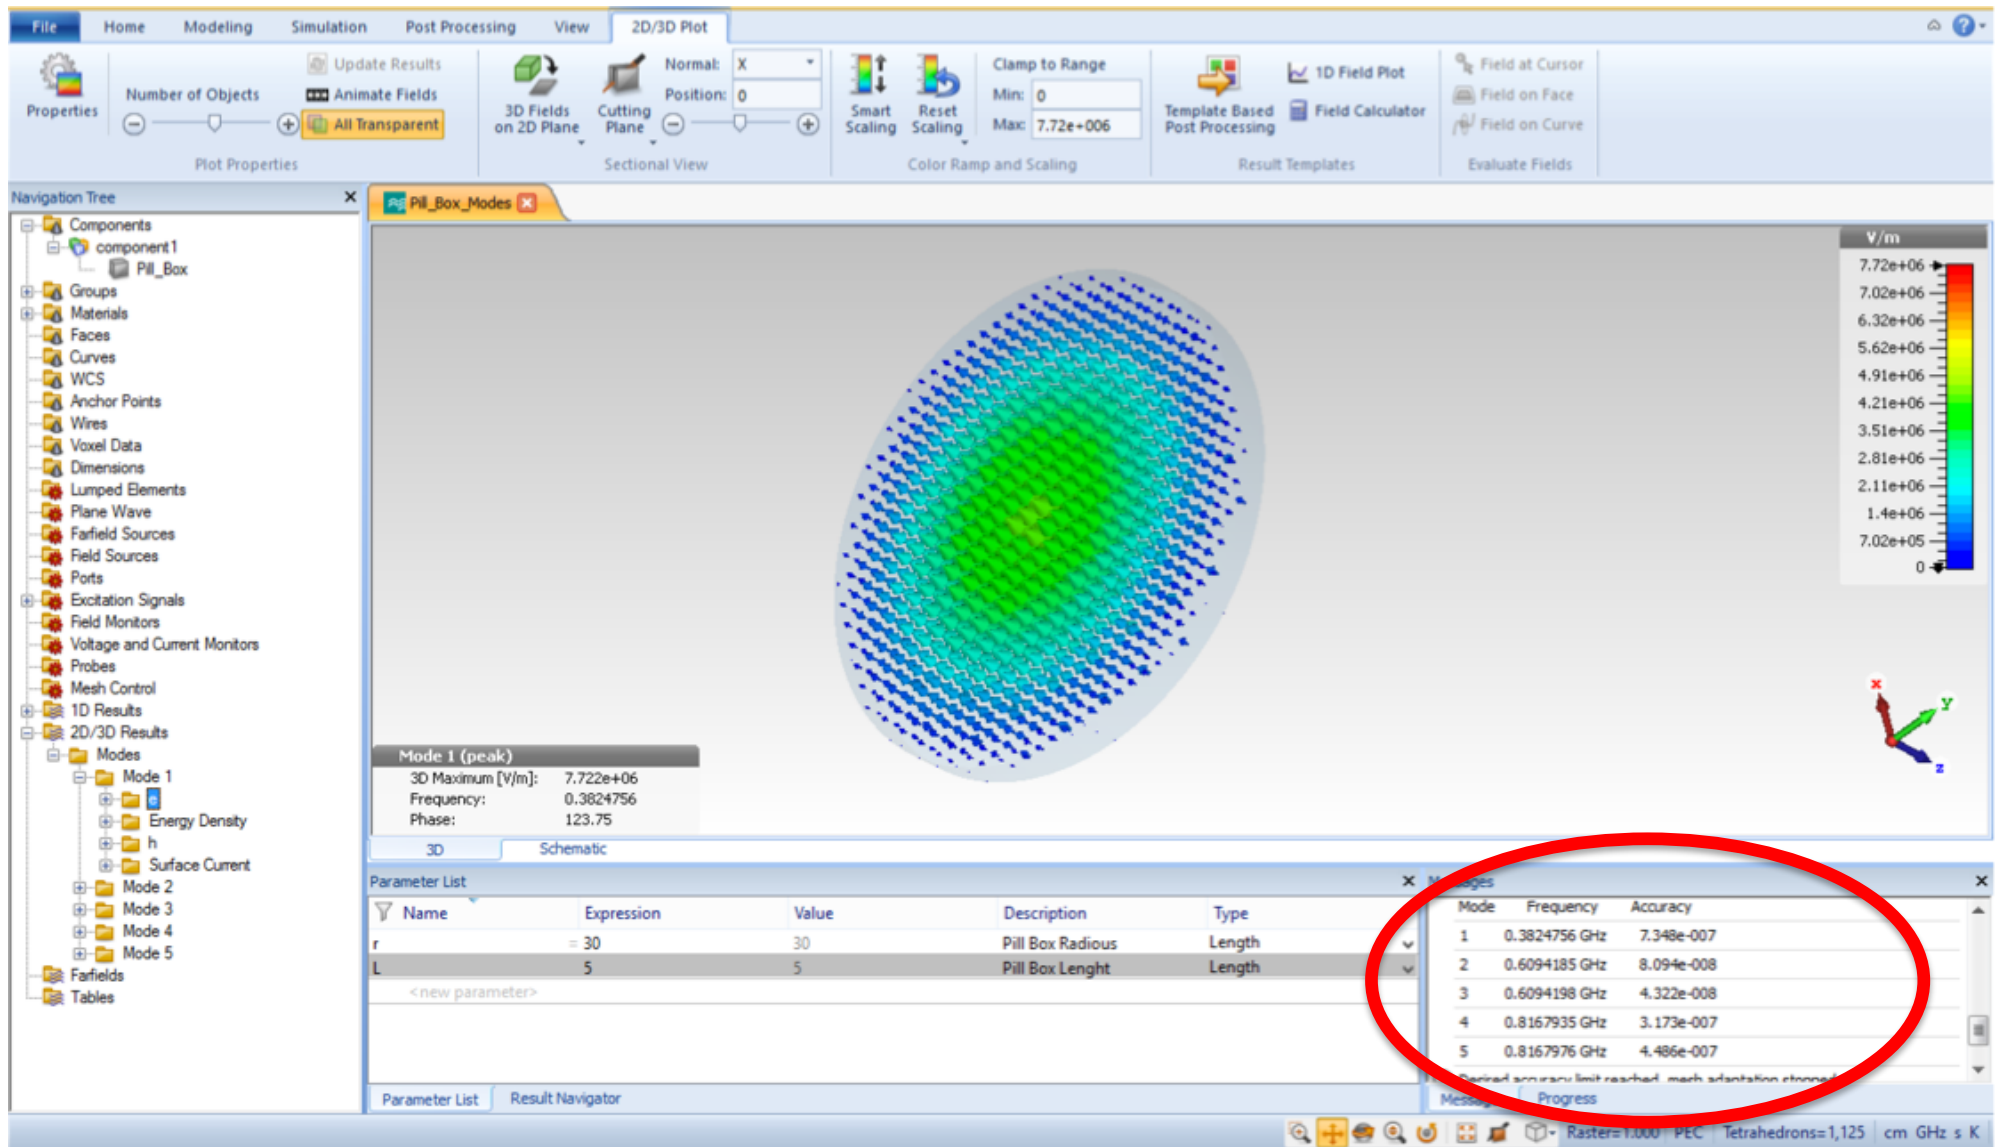 File Home Modeling Simulation Post Processing View 2D/3D Plot
Properties
Number of Objects
Update Results
Animate Fields
All Transparent
Plot Properties
3D Fields on 2D Plane
Cutting Plane
Normal: X
Position: 0
Sectional View
Smart Scaling
Reset Scaling
Clamp to Range
Min: 0
Max: 7.72e+006
Color Ramp and Scaling
Template Based Post Processing
1D Field Plot
Field Calculator
Result Templates
Field at Cursor
Field on Face
Field on Curve
Evaluate Fields
Navigation Tree
Components
component1
Pill_Box
Groups
Materials
Faces
Curves
WCS
Anchor Points
Wires
Voxel Data
Dimensions
Lumped Elements
Plane Wave
Farfield Sources
Field Sources
Ports
Excitation Signals
Field Monitors
Voltage and Current Monitors
Probes
Mesh Control
1D Results
2D/3D Results
Modes
Mode 1
e
Energy Density
h
Surface Current
Mode 2
Mode 3
Mode 4
Mode 5
Farfields
Tables
Pill_Box_Modes
V/m
7.72e+06
7.02e+06
6.32e+06
5.62e+06
4.91e+06
4.21e+06
3.51e+06
2.81e+06
2.11e+06
1.4e+06
7.02e+05
0
x
y
z
Mode 1 (peak)
3D Maximum [V/m]: 7.722e+06
Frequency: 0.3824756
Phase: 123.75
3D Schematic
Parameter List
Name Expression Value Description Type
r = 30 30 Pill Box Radious Length
L 5 5 Pill Box Lenght Length
<new parameter>
Parameter List Result Navigator
Messages
Mode Frequency Accuracy
1 0.3824756 GHz 7.348e-007
2 0.6094185 GHz 8.094e-008
3 0.6094198 GHz 4.322e-008
4 0.8167935 GHz 3.173e-007
5 0.8167976 GHz 4.486e-007
Desired accuracy limit reached, mesh adaptation stopped
Messages Progress
Raster=1.000 PEC Tetrahedrons=1,125 cm GHz s K